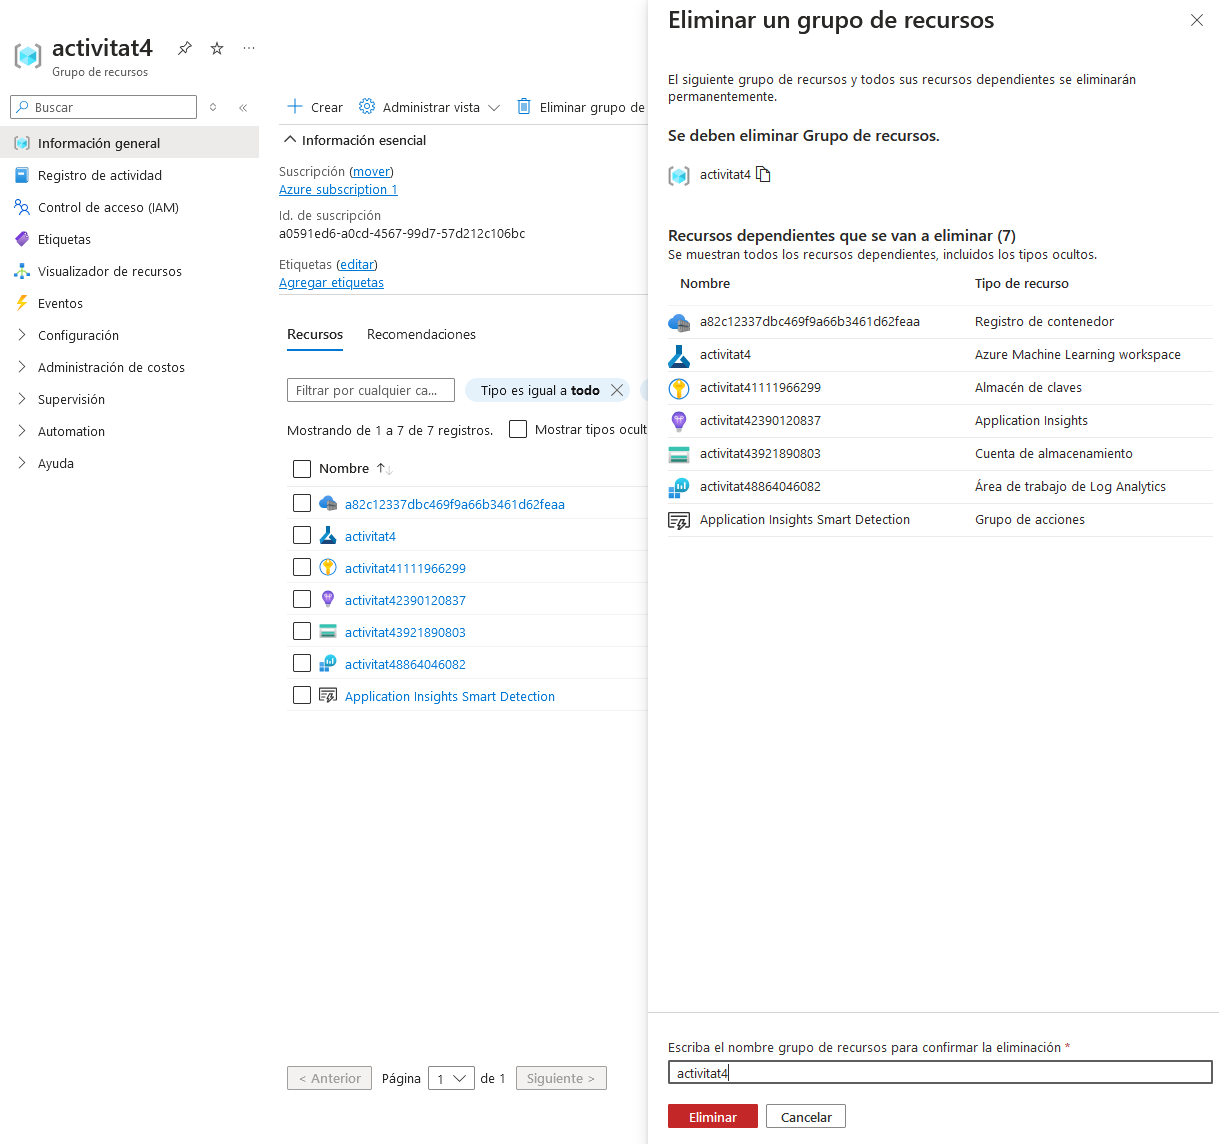 activitat4
Grupo de recursos
Buscar
Información general
Registro de actividad
Control de acceso (IAM)
Etiquetas
Visualizador de recursos
Eventos
Configuración
Administración de costos
Supervisión
Automation
Ayuda
Crear
Administrar vista
Eliminar grupo de
Información esencial
Suscripción (mover)
Azure subscription 1
Id. de suscripción
a0591ed6-a0cd-4567-99d7-57d212c106bc
Etiquetas (editar)
Agregar etiquetas
Recursos Recomendaciones
Filtrar por cualquier ca... Tipo es igual a todo
Mostrando de 1 a 7 de 7 registros. Mostrar tipos ocult
Nombre
a82c12337dbc469f9a66b3461d62feaa
activitat4
activitat41111966299
activitat42390120837
activitat43921890803
activitat48864046082
Application Insights Smart Detection
< Anterior Página 1 de 1 Siguiente >
Eliminar un grupo de recursos
El siguiente grupo de recursos y todos sus recursos dependientes se eliminarán
permanentemente.
Se deben eliminar Grupo de recursos.
activitat4
Recursos dependientes que se van a eliminar (7)
Se muestran todos los recursos dependientes, incluidos los tipos ocultos.
Nombre Tipo de recurso
a82c12337dbc469f9a66b3461d62feaa Registro de contenedor
activitat4 Azure Machine Learning workspace
activitat41111966299 Almacén de claves
activitat42390120837 Application Insights
activitat43921890803 Cuenta de almacenamiento
activitat48864046082 Área de trabajo de Log Analytics
Application Insights Smart Detection Grupo de acciones
Escriba el nombre grupo de recursos para confirmar la eliminación *
activitat4
Eliminar Cancelar